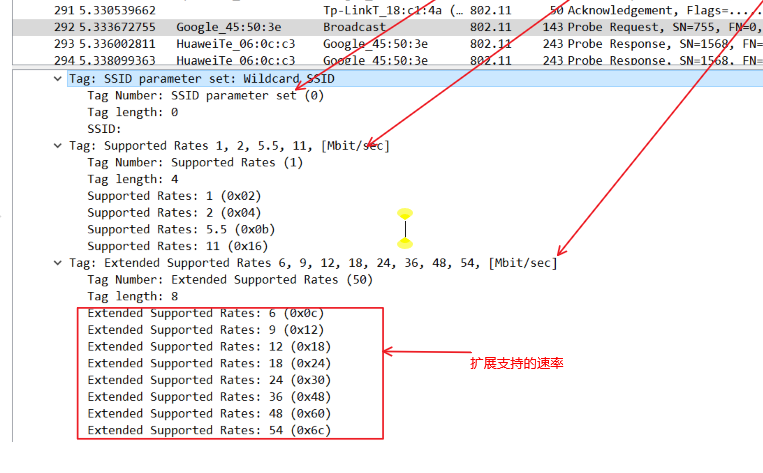 291 5.330539662 Tp-LinkT_18:c1:4a (… 802.11 50 Acknowledgement, Flags=.....
292 5.333672755 Google_45:50:3e Broadcast 802.11 143 Probe Request, SN=755, FN=0,
293 5.336002811 HuaweiTe_06:0c:c3 Google_45:50:3e 802.11 243 Probe Response, SN=1568, FN=
294 5.338099363 HuaweiTe_06:0c:c3 Google_45:50:3e 802.11 243 Probe Response, SN=1568, FN=
Tag: SSID parameter set: Wildcard SSID
Tag Number: SSID parameter set (0)
Tag length: 0
SSID:
Tag: Supported Rates 1, 2, 5.5, 11, [Mbit/sec]
Tag Number: Supported Rates (1)
Tag length: 4
Supported Rates: 1 (0x02)
Supported Rates: 2 (0x04)
Supported Rates: 5.5 (0x0b)
Supported Rates: 11 (0x16)
Tag: Extended Supported Rates 6, 9, 12, 18, 24, 36, 48, 54, [Mbit/sec]
Tag Number: Extended Supported Rates (50)
Tag length: 8
Extended Supported Rates: 6 (0x0c)
Extended Supported Rates: 9 (0x12)
Extended Supported Rates: 12 (0x18)
Extended Supported Rates: 18 (0x24)
扩展支持的速率
Extended Supported Rates: 24 (0x30)
Extended Supported Rates: 36 (0x48)
Extended Supported Rates: 48 (0x60)
Extended Supported Rates: 54 (0x6c)